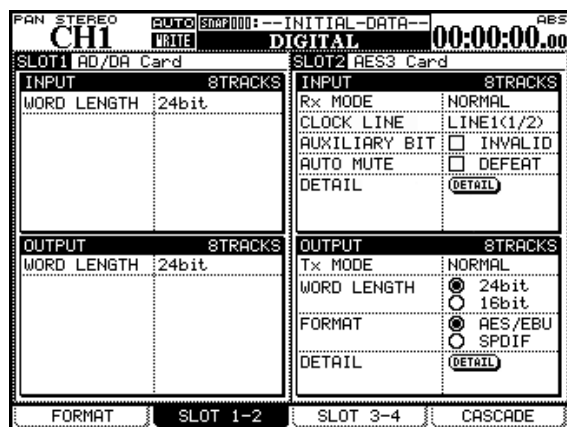 PAN STEREO AUTO SNAP000:--INITIAL-DATA-- ABS
CH1 WRITE DIGITAL 00:00:00.00
SLOT1 AD/DA Card
INPUT 8TRACKS
WORD LENGTH 24bit
OUTPUT 8TRACKS
WORD LENGTH 24bit
SLOT2 AES3 Card
INPUT 8TRACKS
Rx MODE NORMAL
CLOCK LINE LINE1(1/2)
AUXILIARY BIT INVALID
AUTO MUTE DEFEAT
DETAIL DETAIL
OUTPUT 8TRACKS
Tx MODE NORMAL
WORD LENGTH 24bit
16bit
FORMAT AES/EBU
SPDIF
DETAIL DETAIL
FORMAT SLOT 1-2 SLOT 3-4 CASCADE